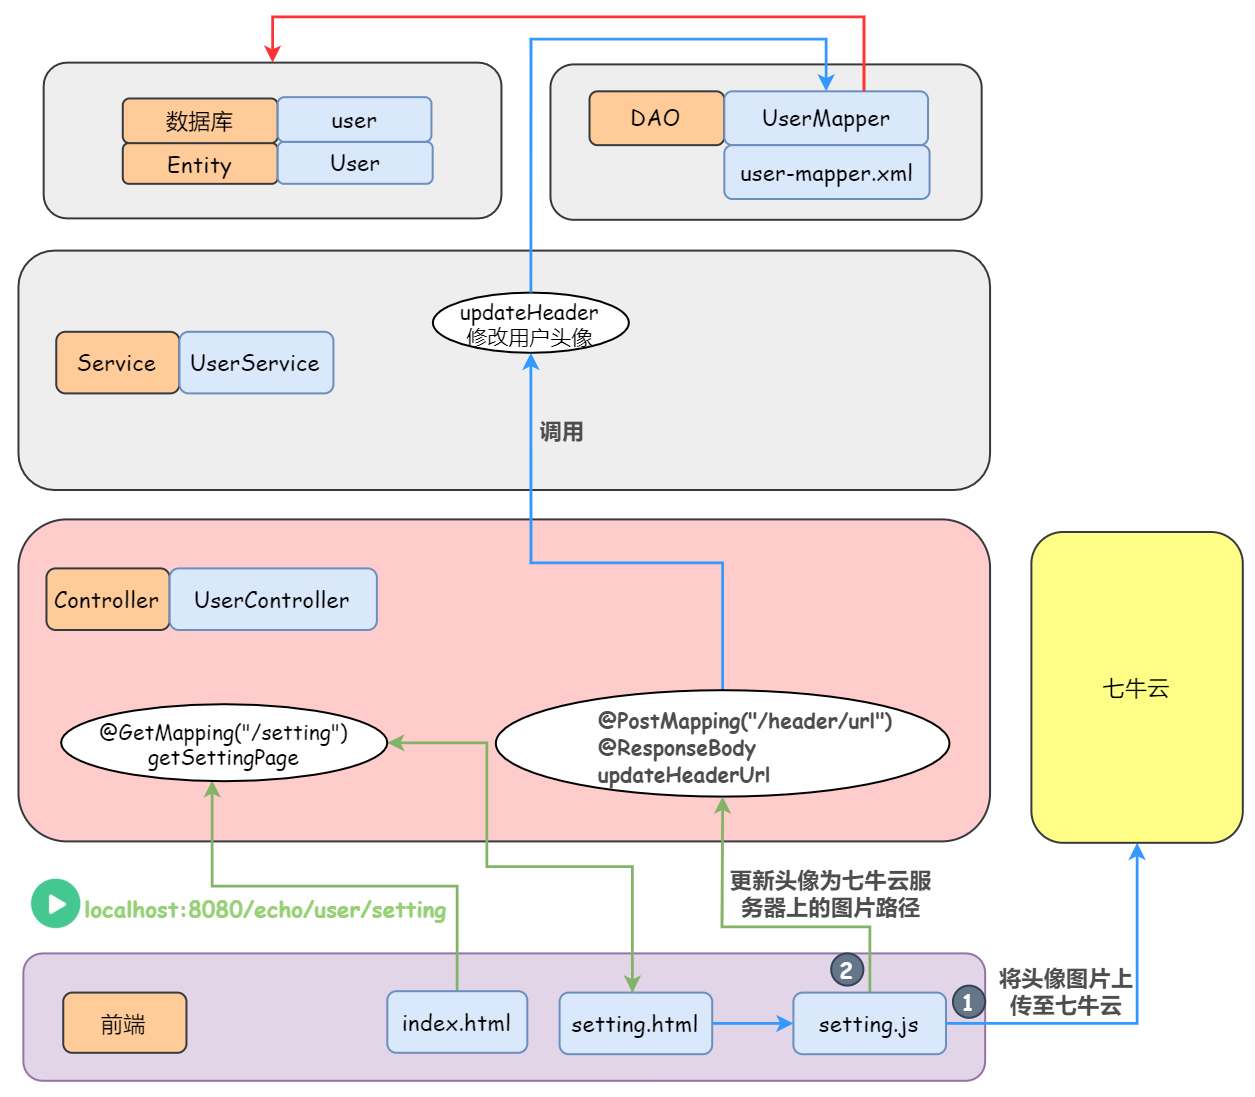 数据库
user
Entity
User
DAO
UserMapper
user-mapper.xml
updateHeader
修改用户头像
Service
UserService
调用
Controller
UserController
@GetMapping("/setting")
getSettingPage
@PostMapping("/header/url")
@ResponseBody
updateHeaderUrl
七牛云
localhost:8080/echo/user/setting
更新头像为七牛云服
务器上的图片路径
2
1
将头像图片上
传至七牛云
前端
index.html
setting.html
setting.js